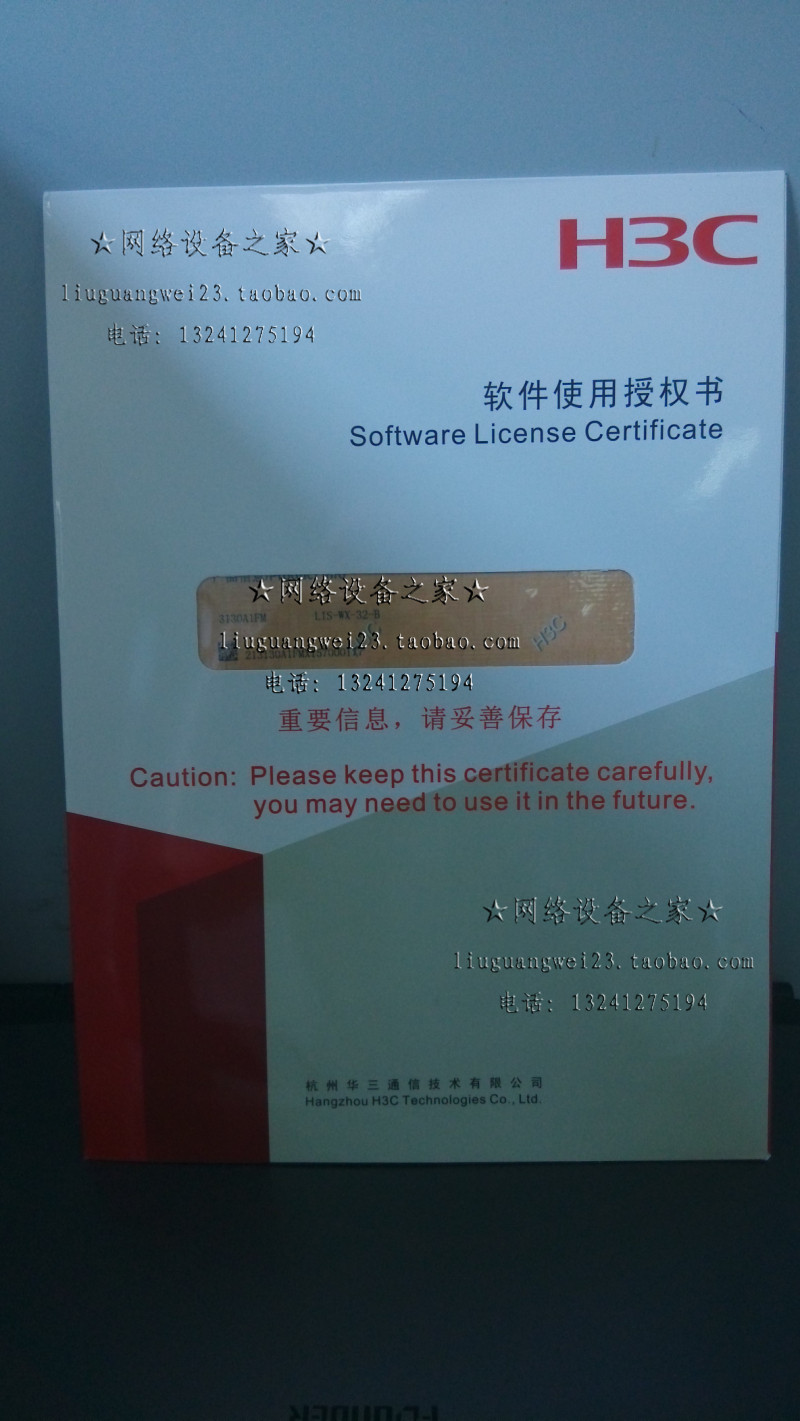 H3C
★网络设备之家★
liuguangwei23.taobao.com
电话: 13241275194
软件使用授权书
Software License Certificate
★网络设备之家★
3130A1FM LIS-WX-32-B
H3C
liuguangwei23.taobao.com
电话: 13241275194
重要信息，请妥善保存
Caution: Please keep this certificate carefully,
you may need to use it in the future.
★网络设备之家★
liuguangwei23.taobao.com
电话: 13241275194
杭州华三通信技术有限公司
Hangzhou H3C Technologies Co., Ltd.